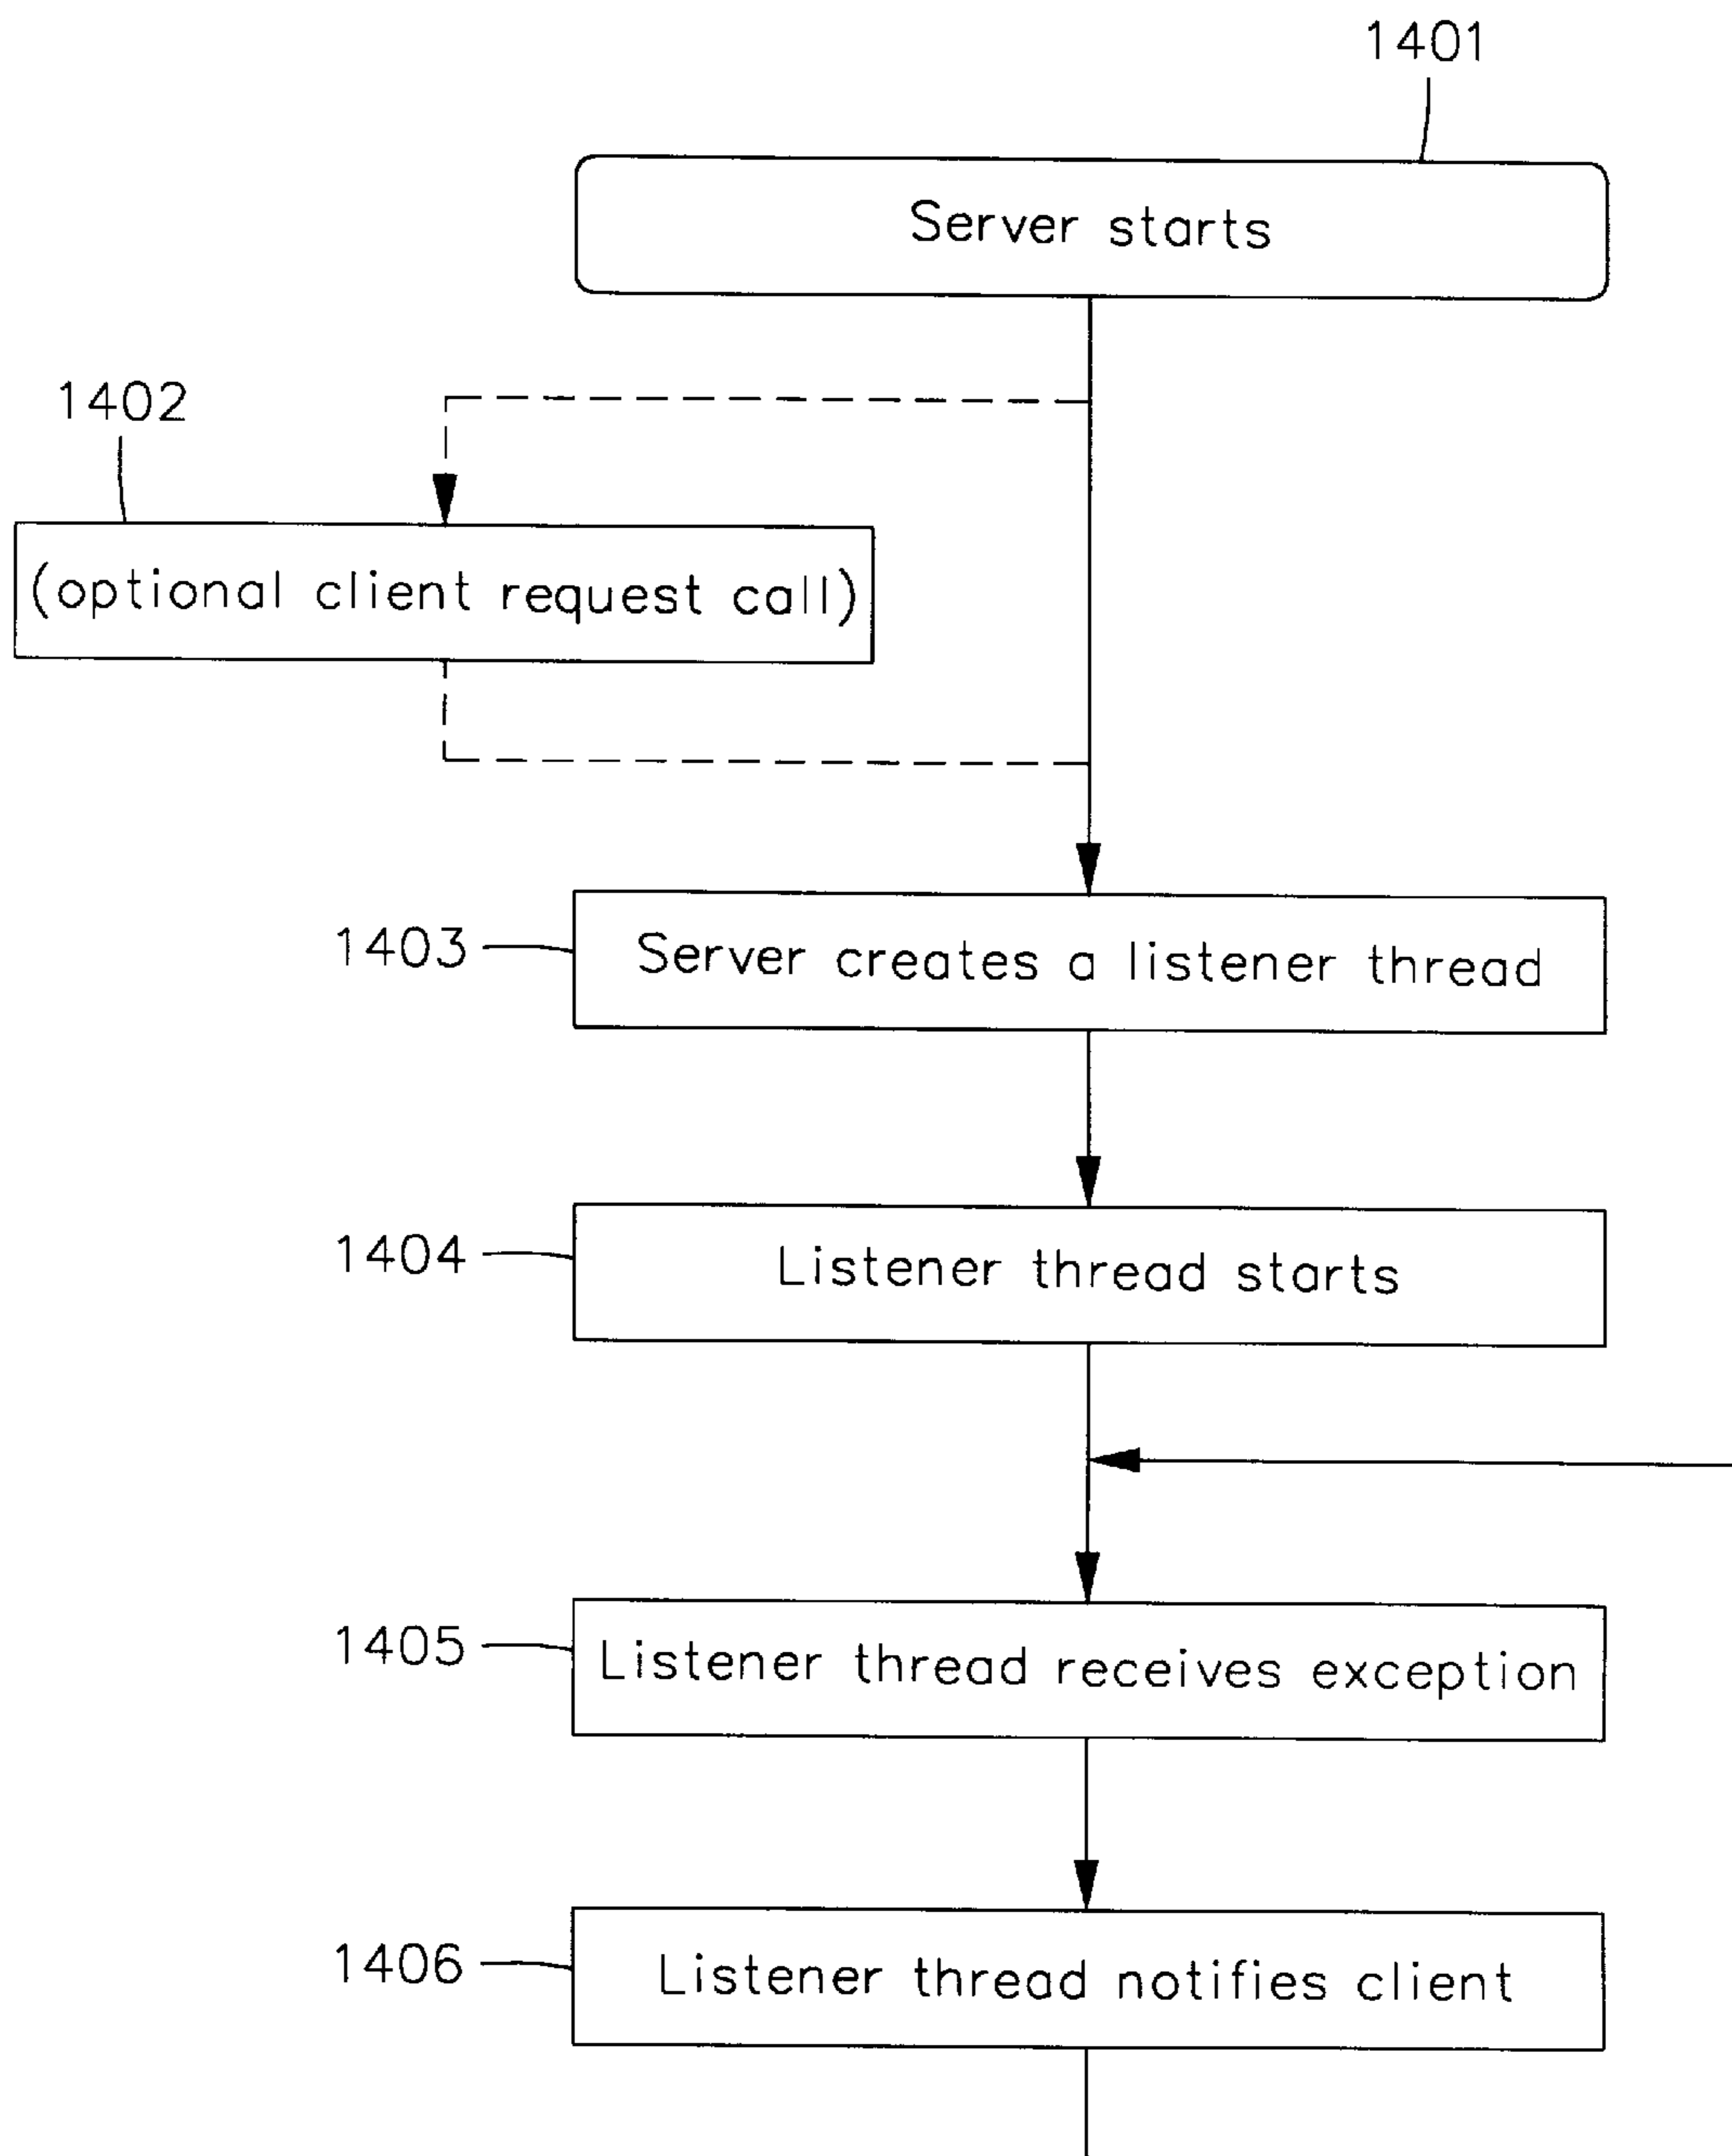 1401
Server starts
1402
(optional client request call)
1403
Server creates a listener thread
1404
Listener thread starts
1405
Listener thread receives exception
1406
Listener thread notifies client